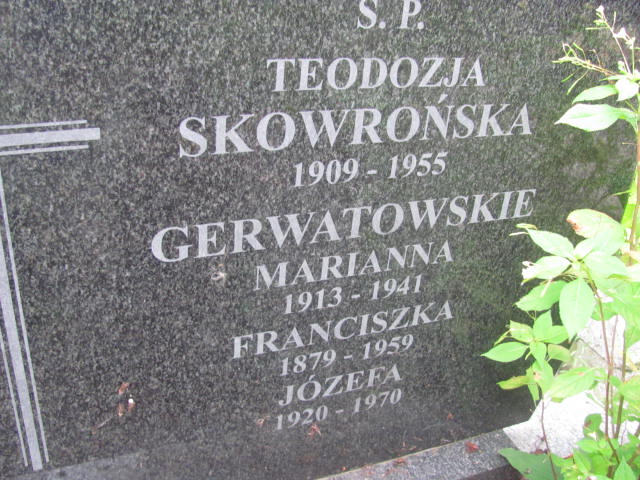 S. P.
TEODOZJA
SKOWROŃSKA
1909 - 1955
GERWATOWSKIE
MARIANNA
1913 - 1941
FRANCISZKA
1879 - 1959
JÓZEFA
1920 - 1970